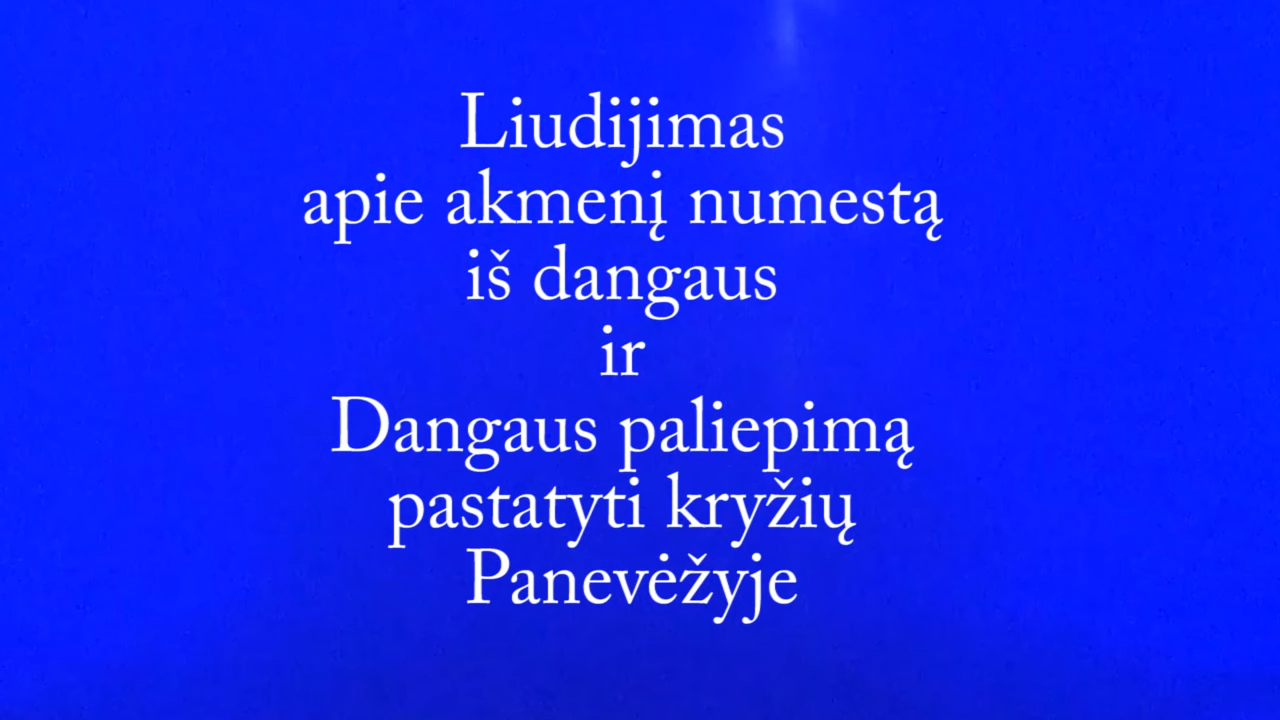 Liudijimas
apie akmenį numestą
iš dangaus
ir
Dangaus paliepimą
pastatyti kryžių
Panevėžyje